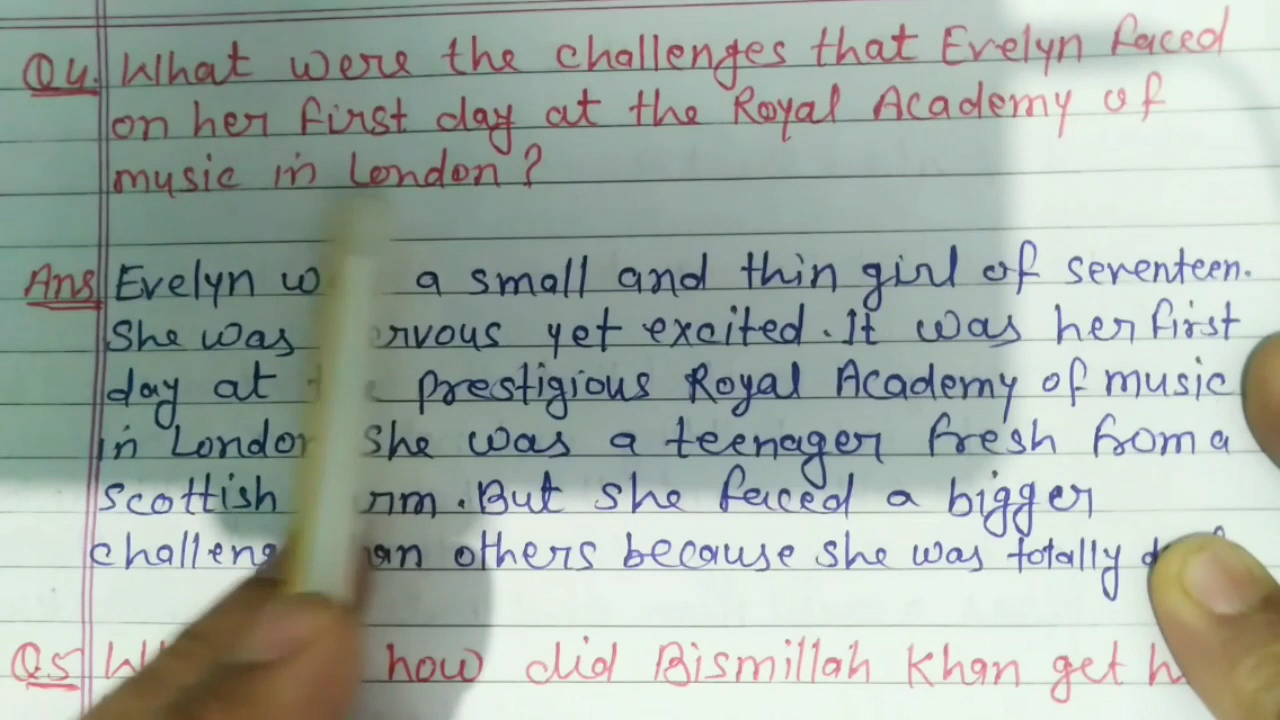 Q4. What were the challenges that Evelyn faced
on her first day at the Royal Academy of
music in London?
Ans Evelyn a small and thin girl of seventeen.
She was yet excited. It was her first
day at prestigious Royal Academy of music
in London She was a teenager fresh from a
Scottish . But she faced a bigger
others because she was totally
Q5 how did Bismillah Khan get